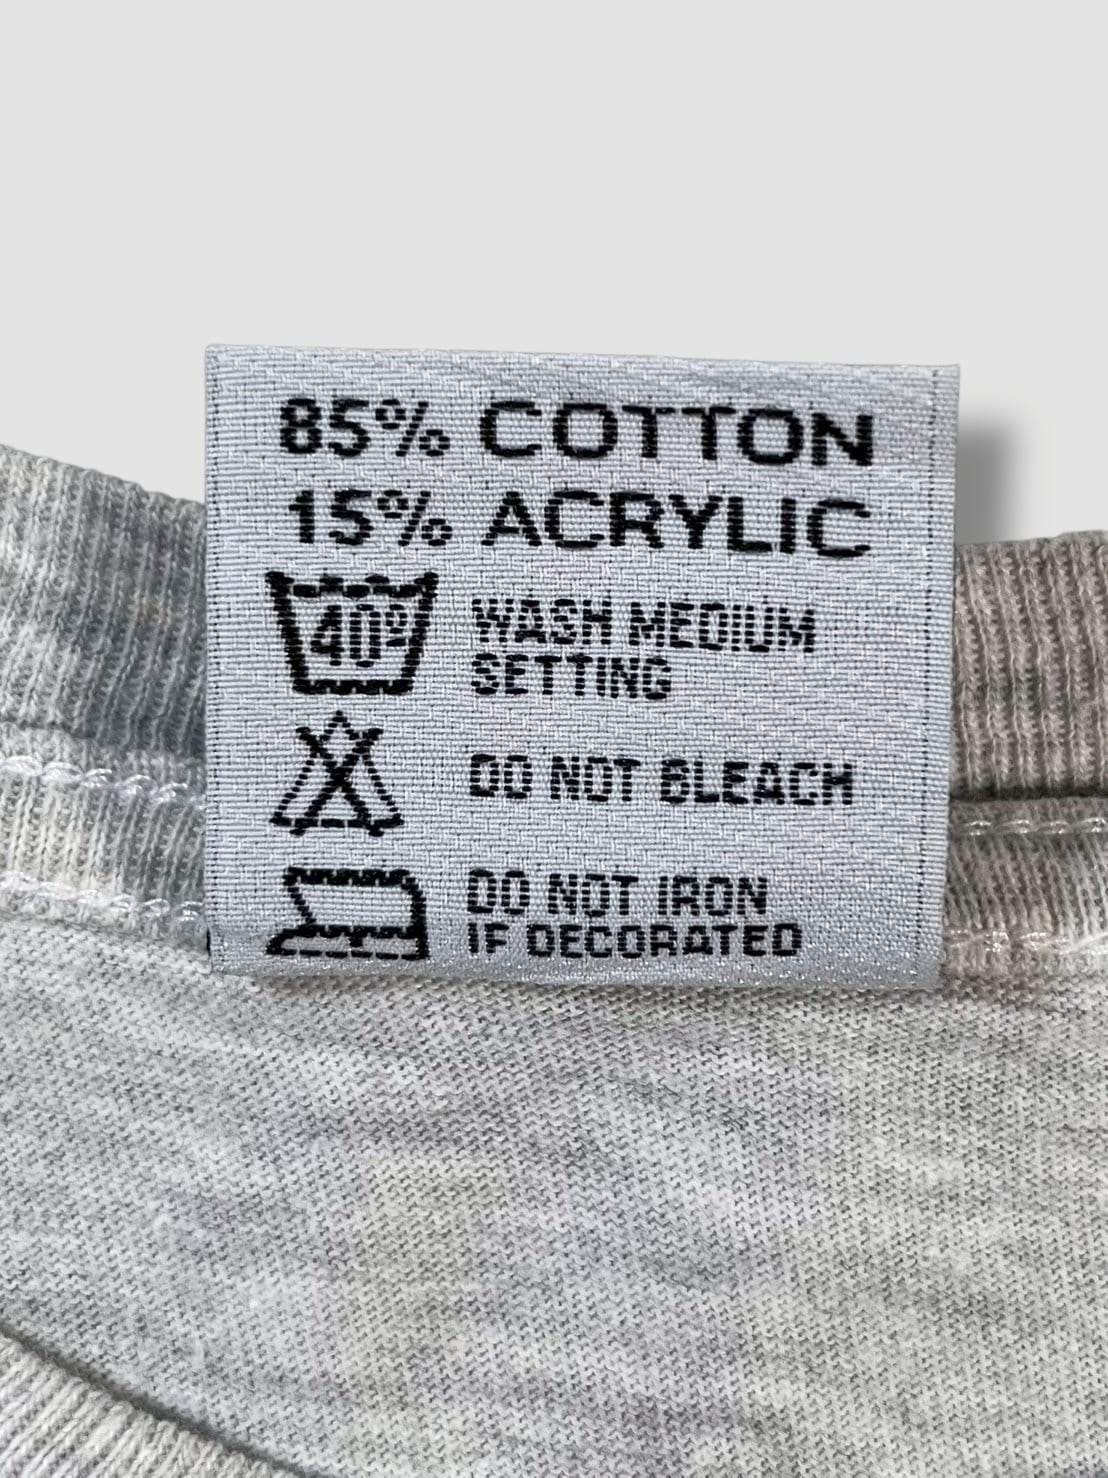 85% COTTON
15% ACRYLIC
40º
WASH MEDIUM
SETTING
DO NOT BLEACH
DO NOT IRON
IF DECORATED